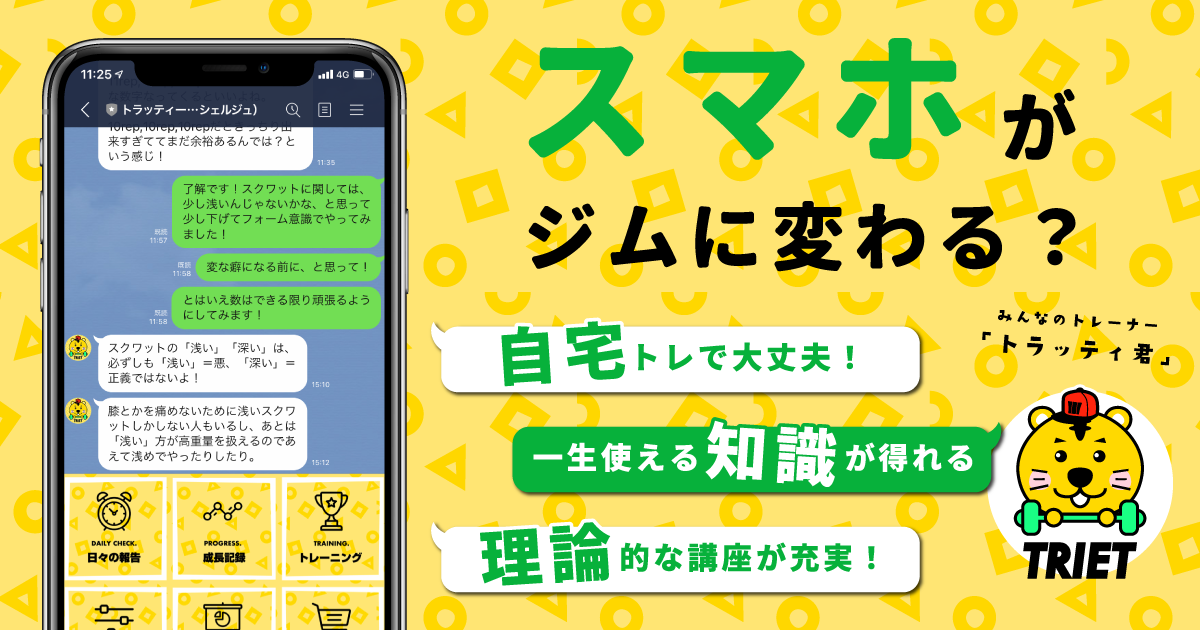 11:25
4G
トラッティー…シェルジュ）
来すぎててまだ余裕あるんでは？と
いう感じ！
11:35
了解です！スクワットに関しては、
少し浅いんじゃないかな、と思って
少し下げてフォーム意識でやってみ
ました！
既読
11:57
変な癖になる前に、と思って！
既読
11:58
とはいえ数はできる限り頑張るよう
にしてみます！
既読
11:58
スクワットの「浅い」「深い」は、
必ずしも「浅い」＝悪、「深い」＝
正義ではないよ！
15:10
膝とかを痛めないために浅いスクワ
ットしかしない人もいるし、あとは
「浅い」方が高重量を扱えるのであ
えて浅めでやったりしたり。
15:12
DAILY CHECK.
日々の報告
PROGRESS.
成長記録
TRAINING.
トレーニング
スマホが
ジムに変わる？
自宅トレで大丈夫！
一生使える知識が得れる
理論的な講座が充実！
みんなのトレーナー
「トラッティ君」
TRIET